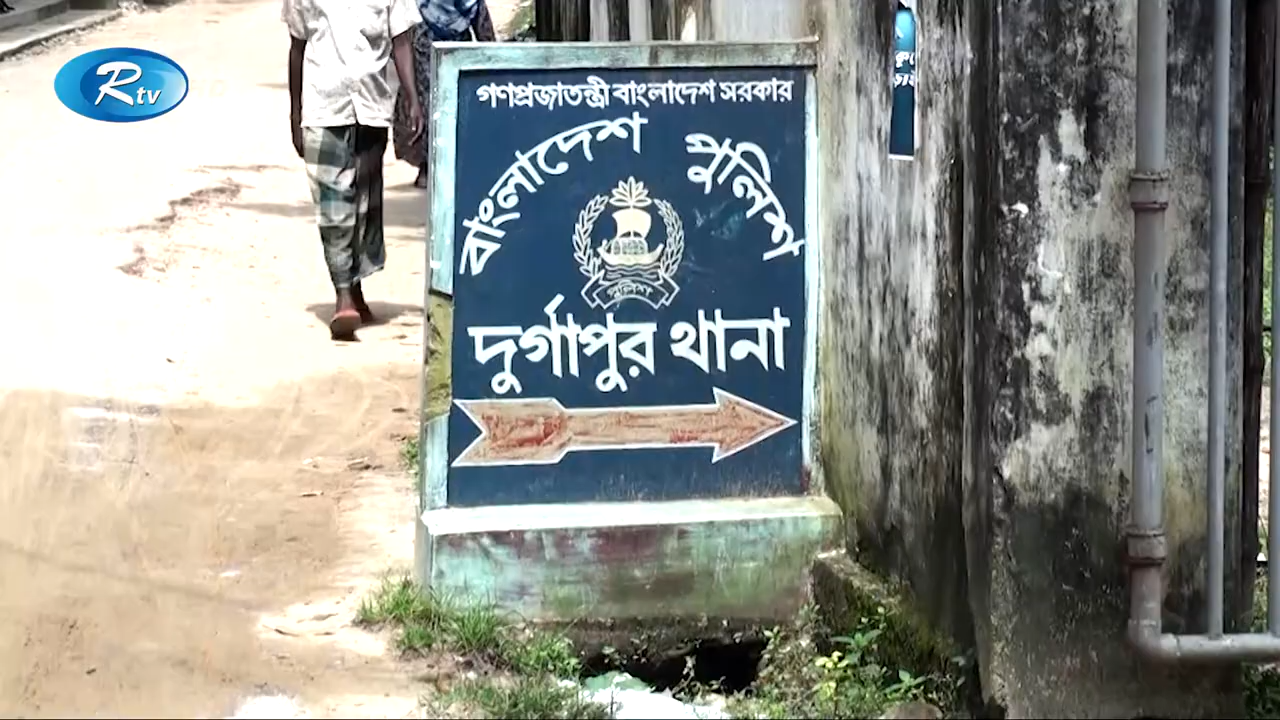 Rtv
গণপ্রজাতন্ত্রী বাংলাদেশ সরকার
বাংলাদেশ পুলিশ
পুলিশ
দুর্গাপুর থানা